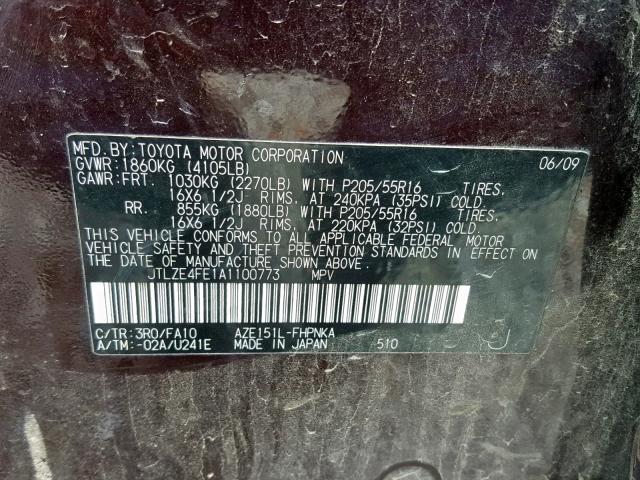 MFD.BY:TOYOTA MOTOR CORPORATION 06/09
GVWR:1860KG (4105LB)
GAWR:FRT. 1030KG (2270LB) WITH P205/55R16 TIRES,
16X6 1/2J RIMS, AT 240KPA (35PSI) COLD.
RR. 855KG (1880LB) WITH P205/55R16 TIRES,
16X6 1/2J RIMS, AT 220KPA (32PSI) COLD.
THIS VEHICLE CONFORMS TO ALL APPLICABLE FEDERAL MOTOR
VEHICLE SAFETY AND THEFT PREVENTION STANDARDS IN EFFECT ON
THE DATE OF MANUFACTURE SHOWN ABOVE.
JTLZE4FE1A1100773 MPV
C/TR:3R0/FA10 AZE151L-FHPNKA
A/TM:-02A/U241E MADE IN JAPAN 510